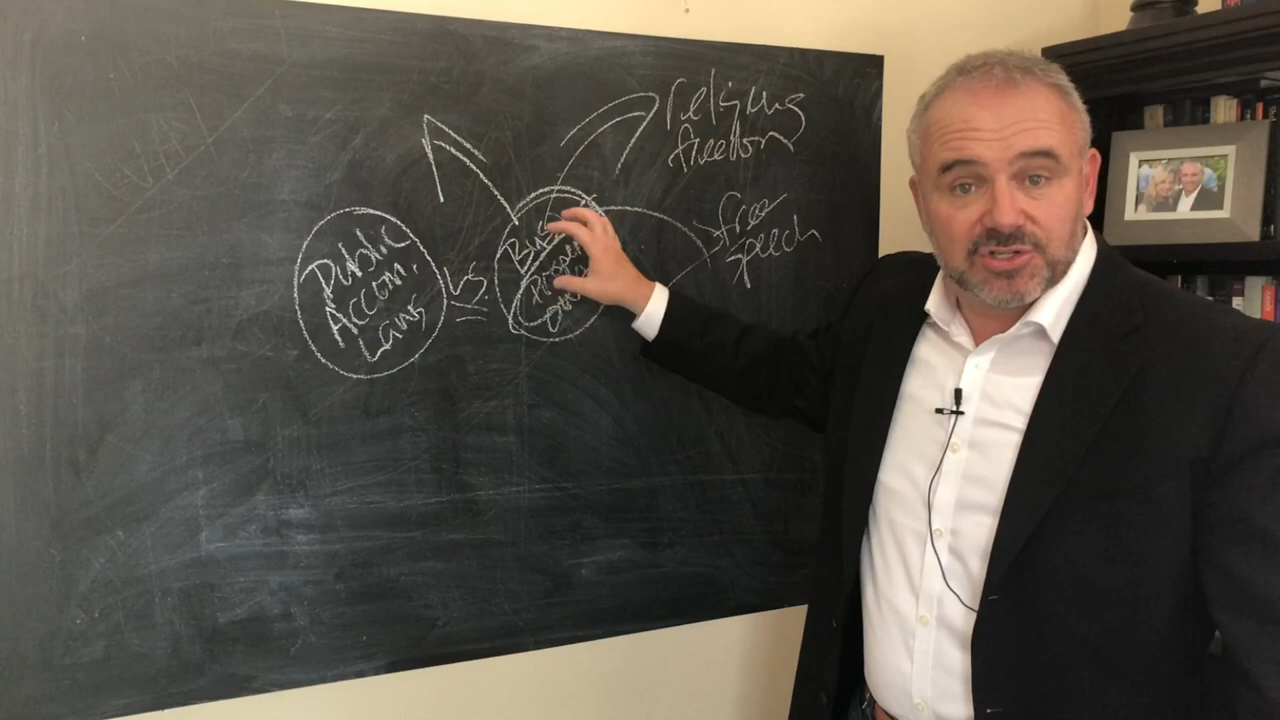 Public
Accom.
Laws
VS.
religious
freedom
free
speech